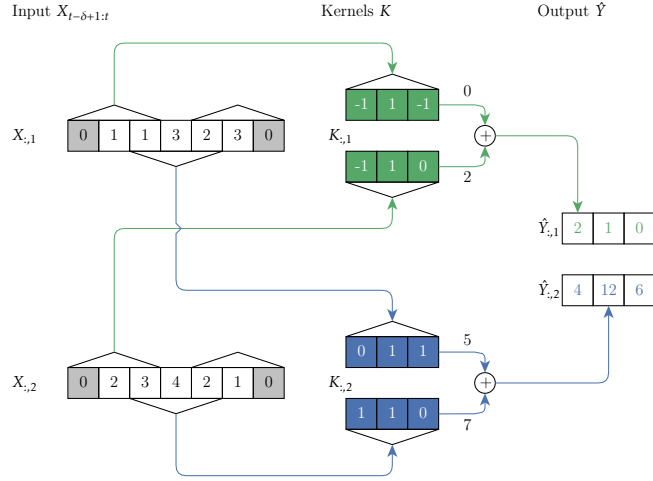 Input X_{t−δ+1:t} Kernels K Output Ŷ
0
-1 1 -1
X_{:,1} 0 1 1 3 2 3 0 K_{:,1} +
-1 1 0
2
Ŷ_{:,1} 2 1 0
Ŷ_{:,2} 4 12 6
5
0 1 1
X_{:,2} 0 2 3 4 2 1 0 K_{:,2} +
1 1 0
7